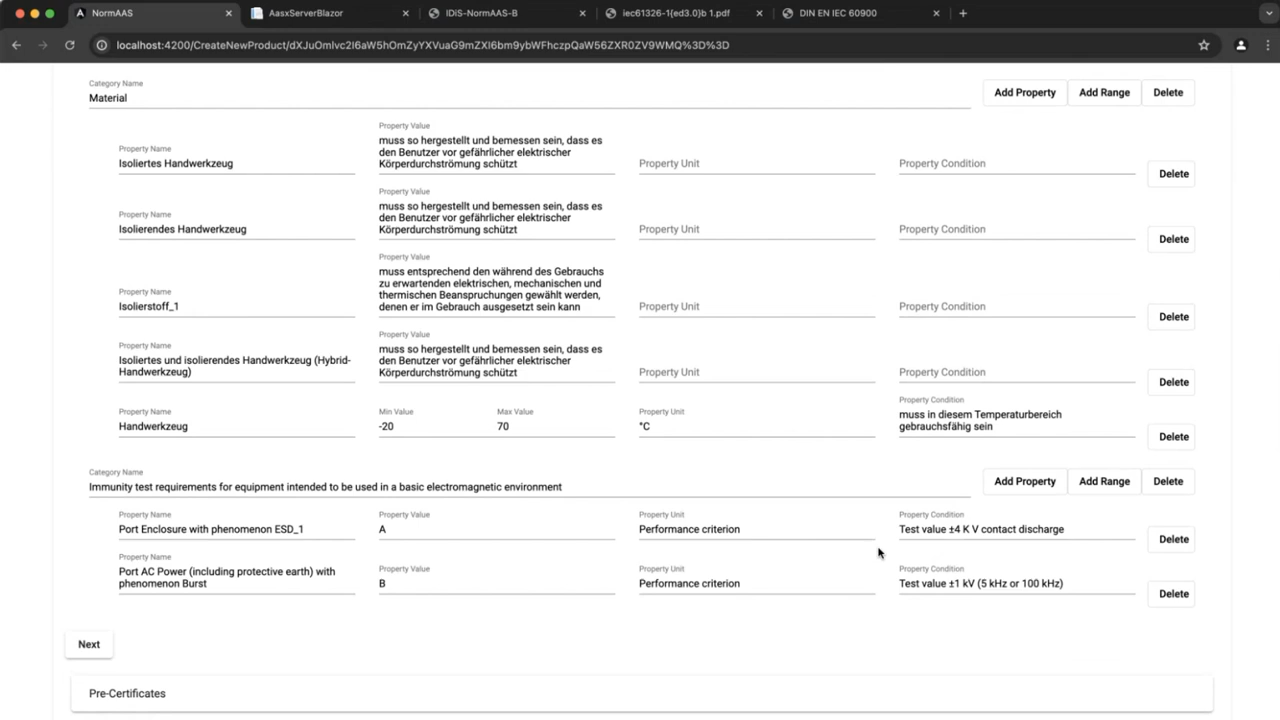 NormAAS
AasxServerBlazor
IDiS-NormAAS-B
iec61326-1{ed3.0}b 1.pdf
DIN EN IEC 60900
localhost:4200/CreateNewProduct/dXJuOmlvc2l6aW5hOmZyYXVuaG9mZXI6bm9ybWFhczpQaW56ZXR0ZV9WMQ%3D%3D
Category Name
Material
Add Property
Add Range
Delete
Property Name
Isoliertes Handwerkzeug
Property Value
muss so hergestellt und bemessen sein, dass es
den Benutzer vor gefährlicher elektrischer
Körperdurchströmung schützt
Property Unit
Property Condition
Delete
Property Name
Isolierendes Handwerkzeug
Property Value
muss so hergestellt und bemessen sein, dass es
den Benutzer vor gefährlicher elektrischer
Körperdurchströmung schützt
Property Unit
Property Condition
Delete
Property Name
Isolierstoff_1
Property Value
muss entsprechend den während des Gebrauchs
zu erwartenden elektrischen, mechanischen und
thermischen Beanspruchungen gewählt werden,
denen er im Gebrauch ausgesetzt sein kann
Property Unit
Property Condition
Delete
Property Name
Isoliertes und isolierendes Handwerkzeug (Hybrid-
Handwerkzeug)
Property Value
muss so hergestellt und bemessen sein, dass es
den Benutzer vor gefährlicher elektrischer
Körperdurchströmung schützt
Property Unit
Property Condition
Delete
Property Name
Handwerkzeug
Min Value
-20
Max Value
70
Property Unit
°C
Property Condition
muss in diesem Temperaturbereich
gebrauchsfähig sein
Delete
Category Name
Immunity test requirements for equipment intended to be used in a basic electromagnetic environment
Add Property
Add Range
Delete
Property Name
Port Enclosure with phenomenon ESD_1
Property Value
A
Property Unit
Performance criterion
Property Condition
Test value ±4 K V contact discharge
Delete
Property Name
Port AC Power (including protective earth) with
phenomenon Burst
Property Value
B
Property Unit
Performance criterion
Property Condition
Test value ±1 kV (5 kHz or 100 kHz)
Delete
Next
Pre-Certificates